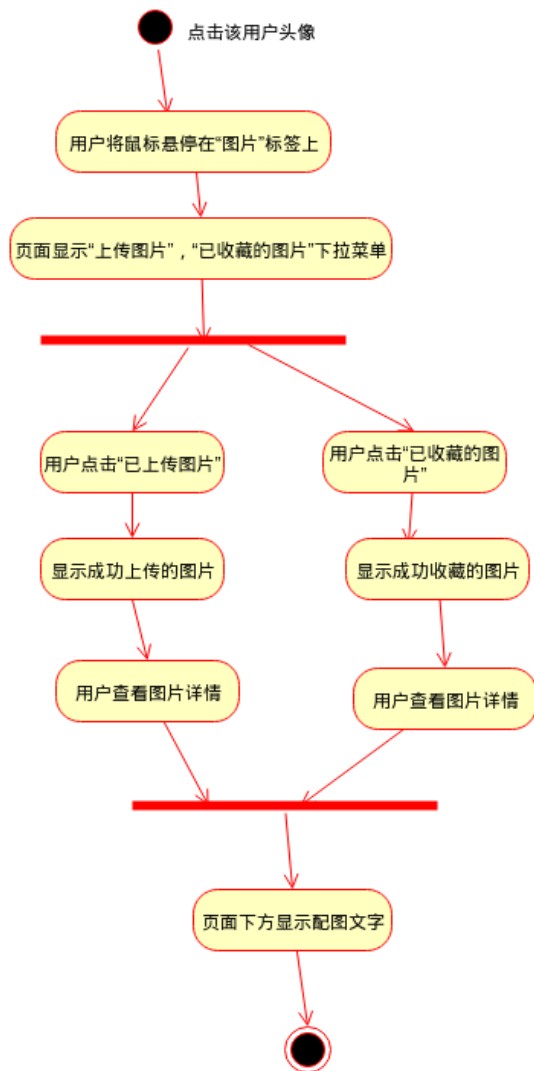 点击该用户头像
用户将鼠标悬停在“图片”标签上
页面显示“上传图片”，“已收藏的图片”下拉菜单
用户点击“已上传图片”
用户点击“已收藏的图
片”
显示成功上传的图片
显示成功收藏的图片
用户查看图片详情
用户查看图片详情
页面下方显示配图文字